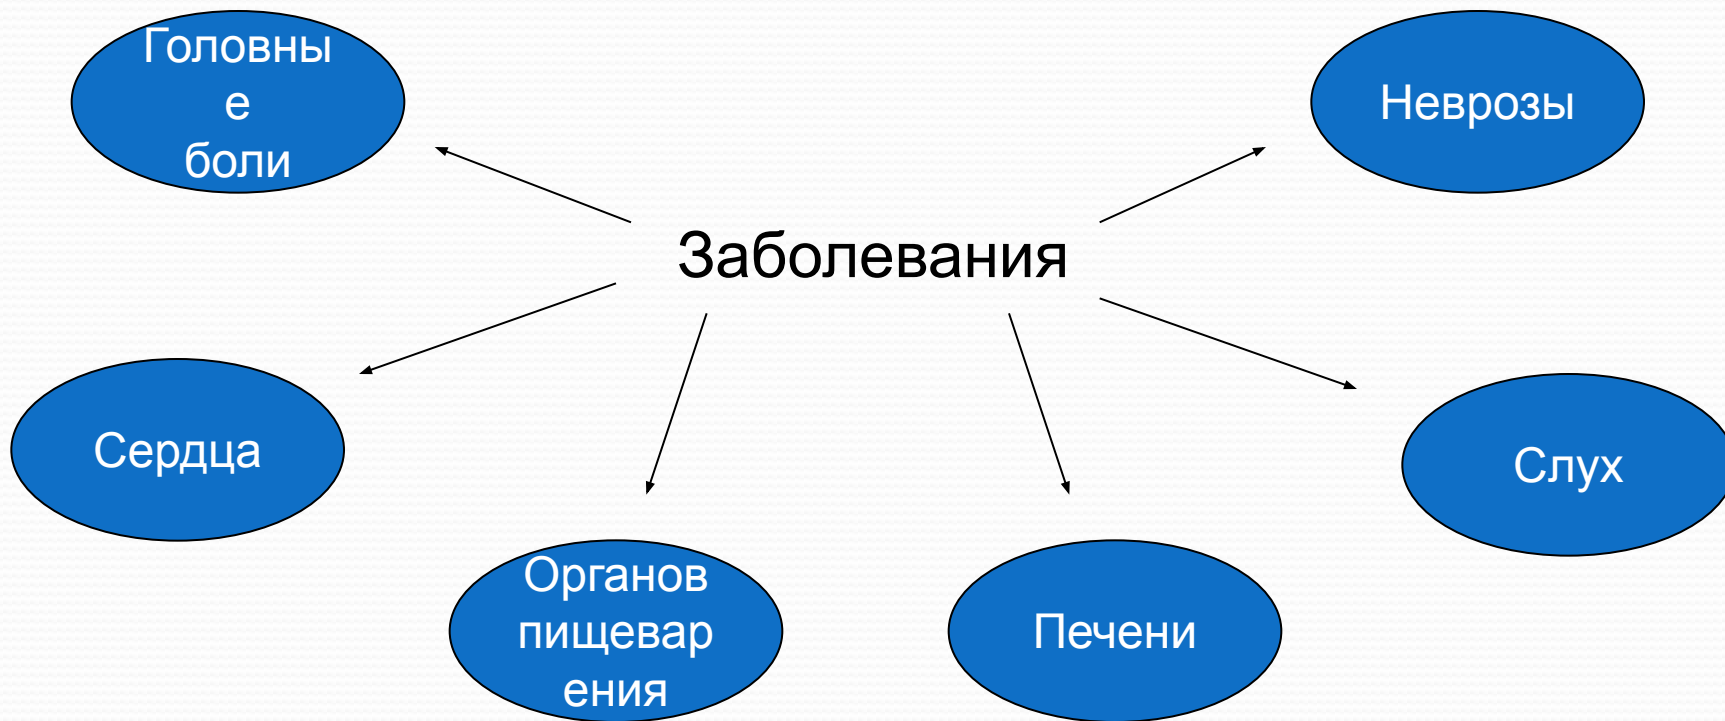 Головны
е
боли
Неврозы
Заболевания
Сердца
Слух
Органов
пищевар
ения
Печени